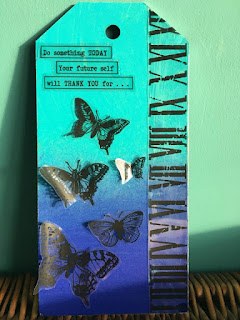 Do something TODAY
Your future self
will THANK YOU for . . .